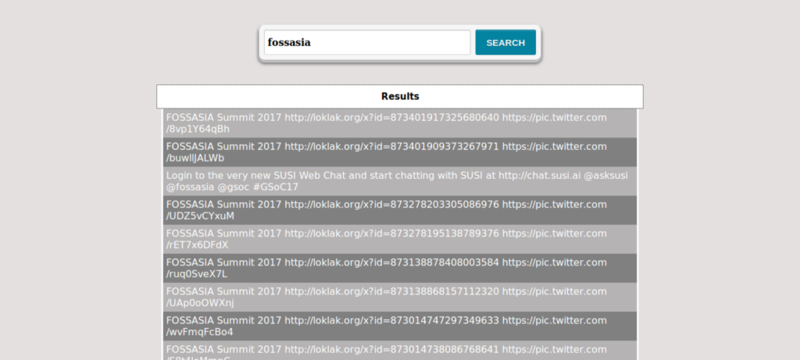 fossasia
SEARCH
Results
FOSSASIA Summit 2017 http://loklak.org/x?id=873401917325680640 https://pic.twitter.com
/8vp1Y64qBh
FOSSASIA Summit 2017 http://loklak.org/x?id=873401909373267971 https://pic.twitter.com
/buwllJALWb
Login to the very new SUSI Web Chat and start chatting with SUSI at http://chat.susi.ai @asksusi
@fossasia @gsoc #GSoC17
FOSSASIA Summit 2017 http://loklak.org/x?id=873278203305086976 https://pic.twitter.com
/UDZ5vCYxuM
FOSSASIA Summit 2017 http://loklak.org/x?id=873278195138789376 https://pic.twitter.com
/rET7x6DFdX
FOSSASIA Summit 2017 http://loklak.org/x?id=873138878408003584 https://pic.twitter.com
/ruq0SveX7L
FOSSASIA Summit 2017 http://loklak.org/x?id=873138868157112320 https://pic.twitter.com
/UAp0oOWXnj
FOSSASIA Summit 2017 http://loklak.org/x?id=873014747297349633 https://pic.twitter.com
/wvFmqFcBo4
FOSSASIA Summit 2017 http://loklak.org/x?id=873014738086768641 https://pic.twitter.com